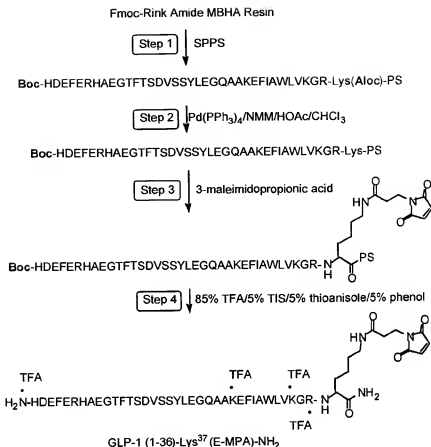 Fmoc-Rink Amide MBHA Resin
Step 1 SPPS
Boc-HDEFERHAEGTFTSDVSSYLEGQAAKEFIAWLVKGR-Lys(Aloc)-PS
Step 2 Pd(PPh3)4/NMM/HOAc/CHCl3
Boc-HDEFERHAEGTFTSDVSSYLEGQAAKEFIAWLVKGR-Lys-PS
Step 3 3-maleimidopropionic acid
O
HN
N
O
O
Boc-HDEFERHAEGTFTSDVSSYLEGQAAKEFIAWLVKGR-N
H
PS
O
Step 4 85% TFA/5% TIS/5% thioanisole/5% phenol
O
HN
N
O
O
TFA TFA TFA
H2N-HDEFERHAEGTFTSDVSSYLEGQAAKEFIAWLVKGR-N
H
NH2
O
TFA
GLP-1 (1-36)-Lys37 (E-MPA)-NH2